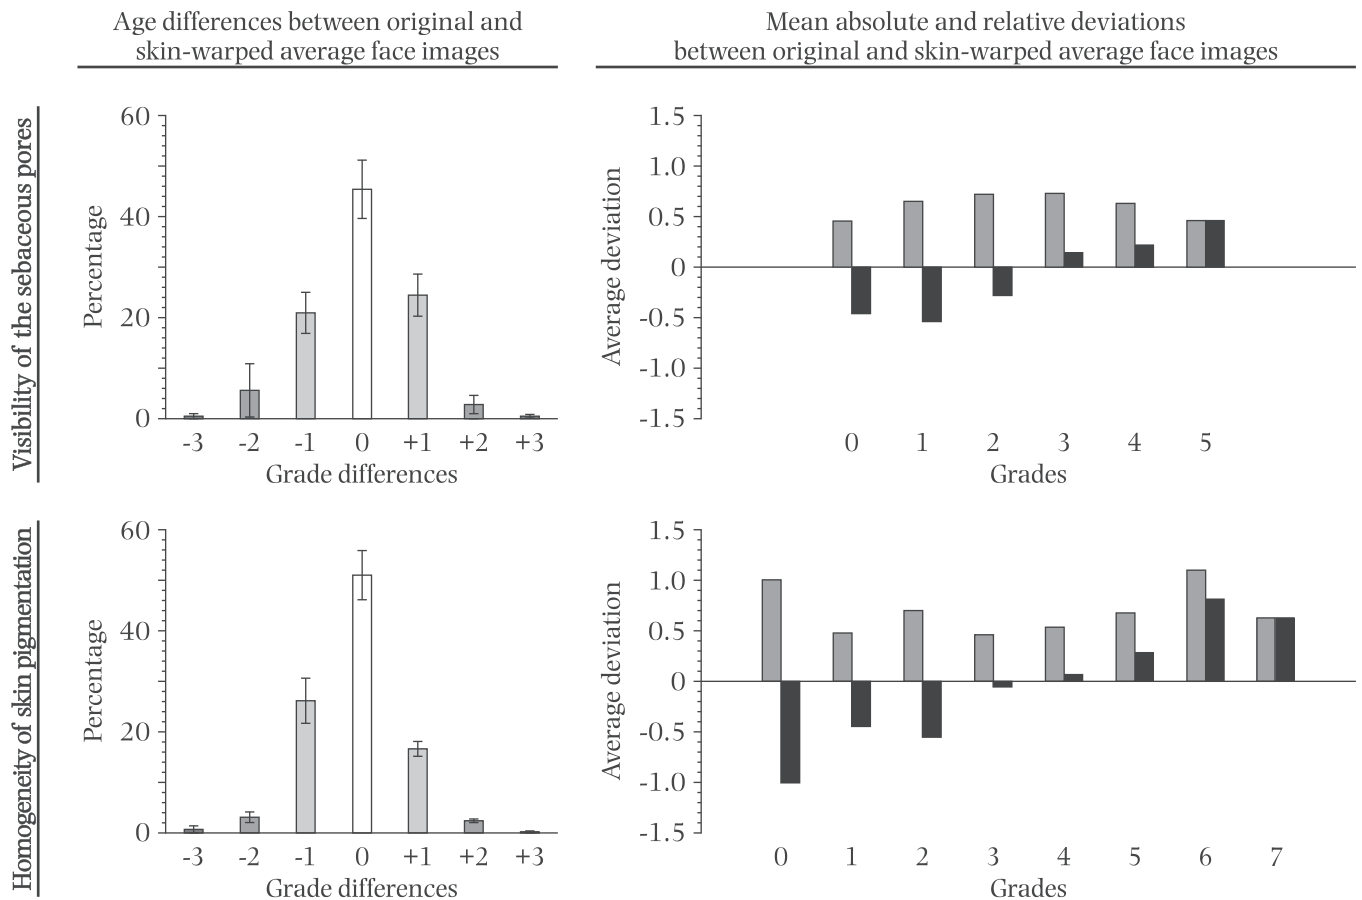 Age differences between original and
skin-warped average face images
Mean absolute and relative deviations
between original and skin-warped average face images
Visibility of the sebaceous pores
Percentage
60
40
20
0
-3 -2 -1 0 +1 +2 +3
Grade differences
Average deviation
1.5
1.0
0.5
0
-0.5
-1.0
-1.5
0 1 2 3 4 5
Grades
Homogeneity of skin pigmentation
Percentage
60
40
20
0
-3 -2 -1 0 +1 +2 +3
Grade differences
Average deviation
1.5
1.0
0.5
0
-0.5
-1.0
-1.5
0 1 2 3 4 5 6 7
Grades